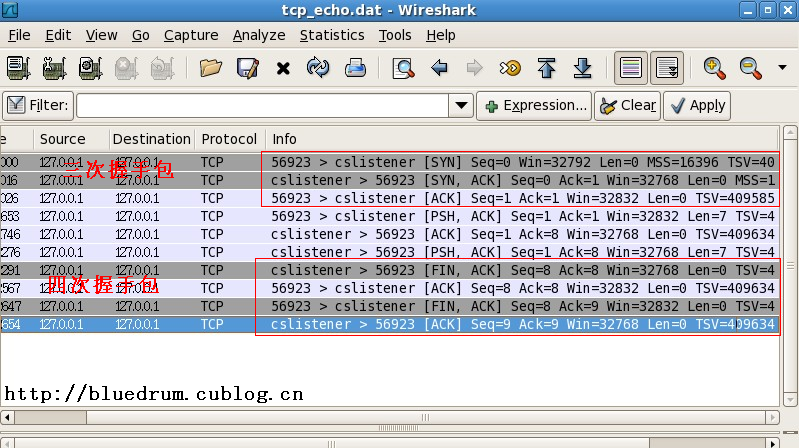 tcp_echo.dat - Wireshark
File Edit View Go Capture Analyze Statistics Tools Help
Filter: Expression... Clear Apply
e Source Destination Protocol Info
000 127.0.0.1 127.0.0.1 TCP 56923 > cslistener [SYN] Seq=0 Win=32792 Len=0 MSS=16396 TSV=40
三次握手包
016 127.0.0.1 127.0.0.1 TCP cslistener > 56923 [SYN, ACK] Seq=0 Ack=1 Win=32768 Len=0 MSS=1
026 127.0.0.1 127.0.0.1 TCP 56923 > cslistener [ACK] Seq=1 Ack=1 Win=32832 Len=0 TSV=409585
653 127.0.0.1 127.0.0.1 TCP 56923 > cslistener [PSH, ACK] Seq=1 Ack=1 Win=32832 Len=7 TSV=4
746 127.0.0.1 127.0.0.1 TCP cslistener > 56923 [ACK] Seq=1 Ack=8 Win=32768 Len=0 TSV=409634
276 127.0.0.1 127.0.0.1 TCP cslistener > 56923 [PSH, ACK] Seq=1 Ack=8 Win=32768 Len=7 TSV=4
291 127.0.0.1 127.0.0.1 TCP cslistener > 56923 [FIN, ACK] Seq=8 Ack=8 Win=32768 Len=0 TSV=4
四次握手包
567 127.0.0.1 127.0.0.1 TCP 56923 > cslistener [ACK] Seq=8 Ack=8 Win=32832 Len=0 TSV=409634
647 127.0.0.1 127.0.0.1 TCP 56923 > cslistener [FIN, ACK] Seq=8 Ack=9 Win=32832 Len=0 TSV=4
654 127.0.0.1 127.0.0.1 TCP cslistener > 56923 [ACK] Seq=9 Ack=9 Win=32768 Len=0 TSV=409634
http://bluedrum.cublog.cn